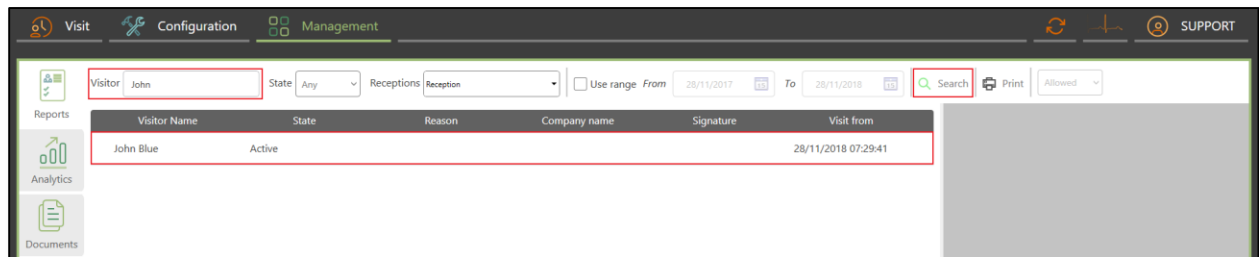 Visit Configuration Management SUPPORT
Visitor John State Any Receptions Reception Use range From 28/11/2017 15 To 28/11/2018 15 Search Print Allowed
Reports
Visitor Name State Reason Company name Signature Visit from
John Blue Active 28/11/2018 07:29:41
Analytics
Documents